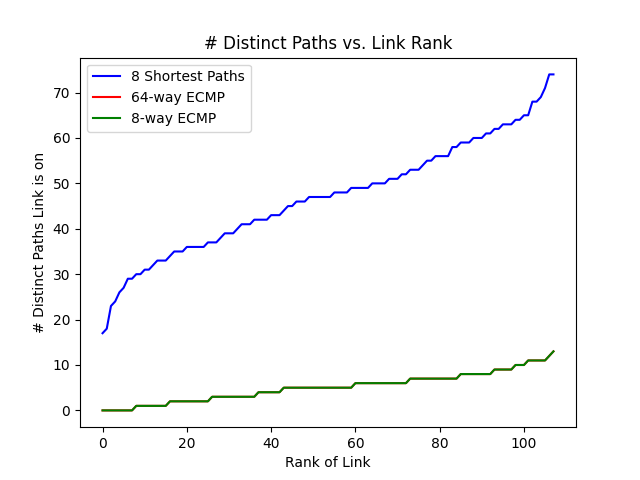 # Distinct Paths vs. Link Rank
8 Shortest Paths
64-way ECMP
8-way ECMP
# Distinct Paths Link is on
70
60
50
40
30
20
10
0
0 20 40 60 80 100
Rank of Link